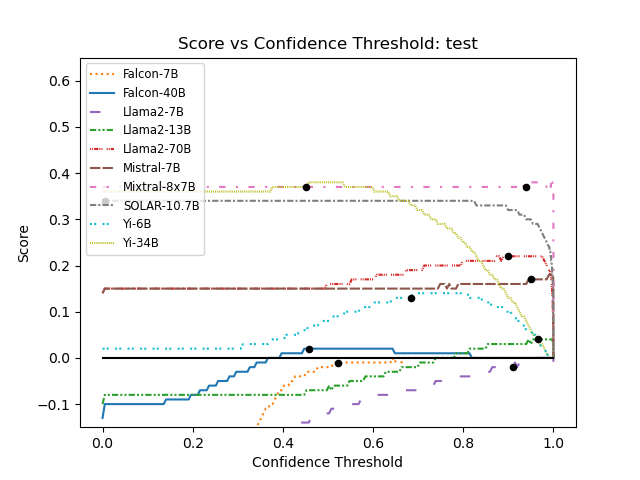 Score vs Confidence Threshold: test
Falcon-7B
Falcon-40B
Llama2-7B
Llama2-13B
Llama2-70B
Mistral-7B
Mixtral-8x7B
SOLAR-10.7B
Yi-6B
Yi-34B
0.6
0.5
0.4
0.3
0.2
0.1
0.0
−0.1
Score
0.0 0.2 0.4 0.6 0.8 1.0
Confidence Threshold